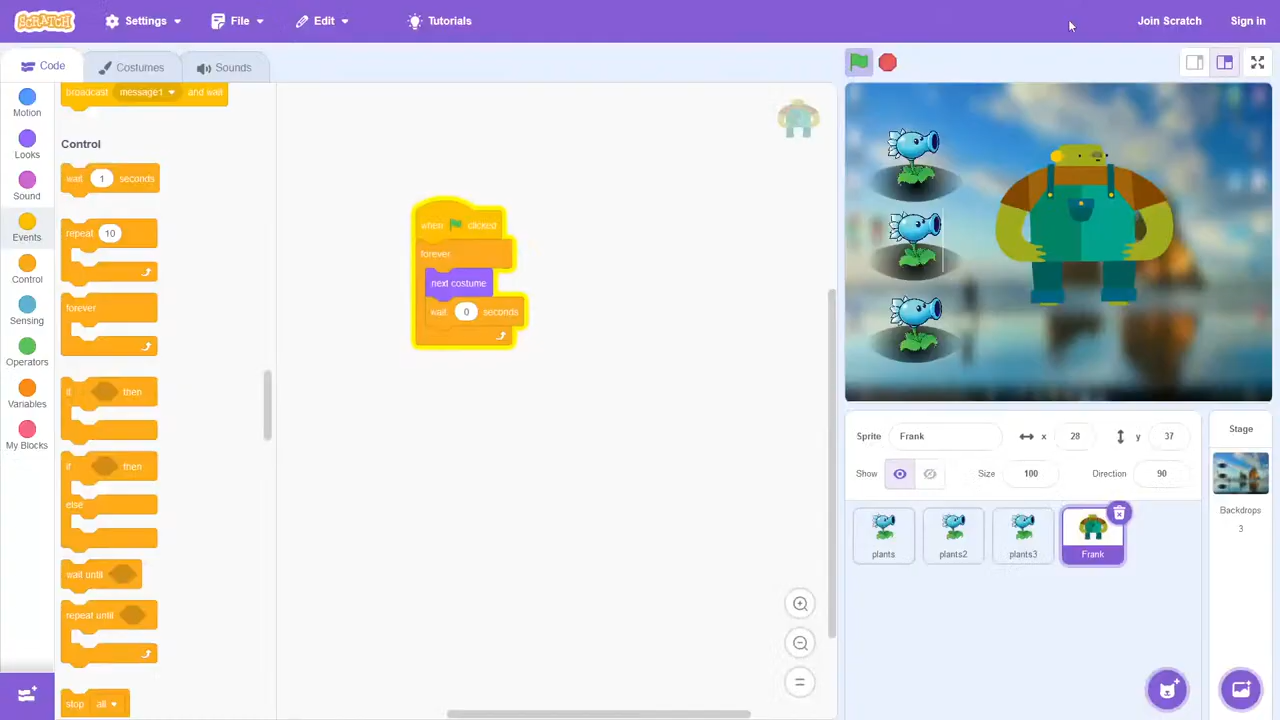 SCRATCH
Settings
File
Edit
Tutorials
Join Scratch
Sign in
Code
Costumes
Sounds
Motion
Looks
Sound
Events
Control
Sensing
Operators
Variables
My Blocks
broadcast message1 and wait
Control
wait 1 seconds
repeat 10
forever
if then
if then
else
wait until
repeat until
stop all
when clicked
forever
next costume
wait 0 seconds
Sprite Frank x 28 y 37
Show Size 100 Direction 90
plants
plants2
plants3
Frank
Stage
Backdrops
3